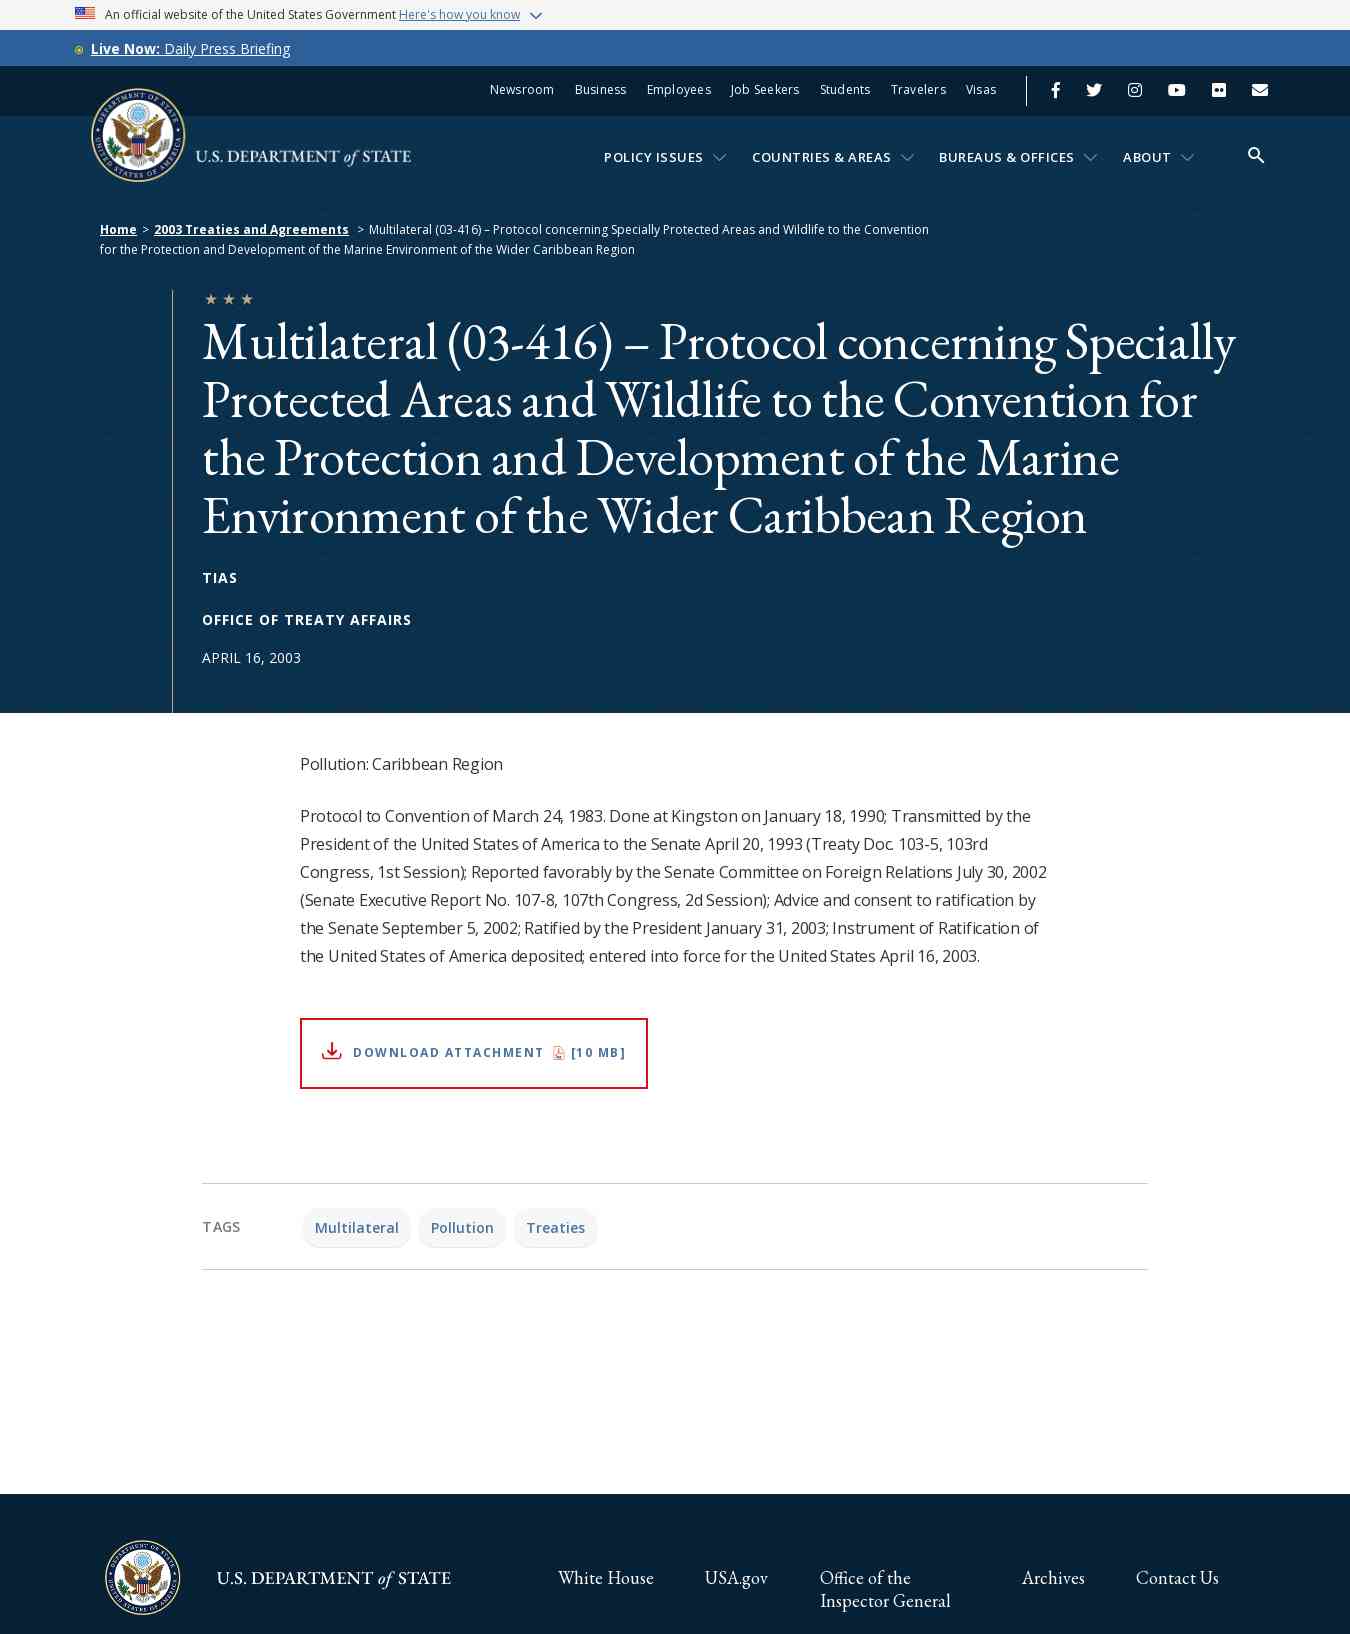 An official website of the United States Government Here's how you know
Live Now: Daily Press Briefing
Newsroom Business Employees Job Seekers Students Travelers Visas
U.S. DEPARTMENT of STATE
POLICY ISSUES COUNTRIES & AREAS BUREAUS & OFFICES ABOUT
Home > 2003 Treaties and Agreements > Multilateral (03-416) – Protocol concerning Specially Protected Areas and Wildlife to the Convention
for the Protection and Development of the Marine Environment of the Wider Caribbean Region
Multilateral (03-416) – Protocol concerning Specially
Protected Areas and Wildlife to the Convention for
the Protection and Development of the Marine
Environment of the Wider Caribbean Region
TIAS
OFFICE OF TREATY AFFAIRS
APRIL 16, 2003
Pollution: Caribbean Region
Protocol to Convention of March 24, 1983. Done at Kingston on January 18, 1990; Transmitted by the
President of the United States of America to the Senate April 20, 1993 (Treaty Doc. 103-5, 103rd
Congress, 1st Session); Reported favorably by the Senate Committee on Foreign Relations July 30, 2002
(Senate Executive Report No. 107-8, 107th Congress, 2d Session); Advice and consent to ratification by
the Senate September 5, 2002; Ratified by the President January 31, 2003; Instrument of Ratification of
the United States of America deposited; entered into force for the United States April 16, 2003.
DOWNLOAD ATTACHMENT [10 MB]
TAGS Multilateral Pollution Treaties
DEPARTMENT OF STATE
UNITED STATES OF AMERICA
U.S. DEPARTMENT of STATE
White House USA.gov Office of the Archives Contact Us
Inspector General